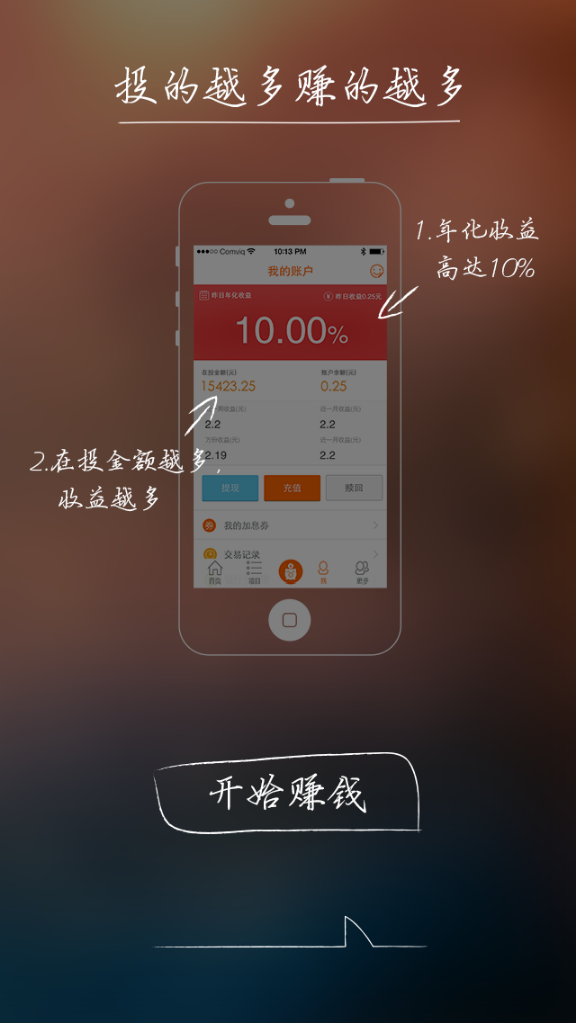 投的越多赚的越多
1.年化收益
高达10%
Comviq 10:13 PM
我的账户
昨日年化收益 昨日收益0.25元
10.00%
在投金额(元) 账户余额(元)
15423.25 0.25
近一周收益(元) 近一月收益(元)
2.2 2.2
万份收益(元) 近一月收益(元)
2.19 2.2
2.在投金额越多,
收益越多
提现 充值 赎回
券 我的加息券
交易记录
项目 我 更多
开始赚钱